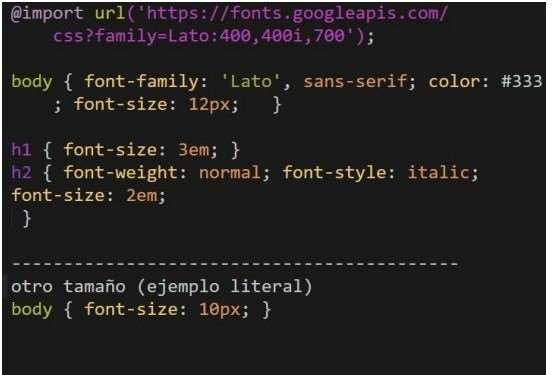 @import url('https://fonts.googleapis.com/
css?family=Lato:400,400i,700');
body { font-family: 'Lato', sans-serif; color: #333
; font-size: 12px;   }
h1 { font-size: 3em; }
h2 { font-weight: normal; font-style: italic;
font-size: 2em;
}
-------------------------------------------
otro tamaño (ejemplo literal)
body { font-size: 10px; }